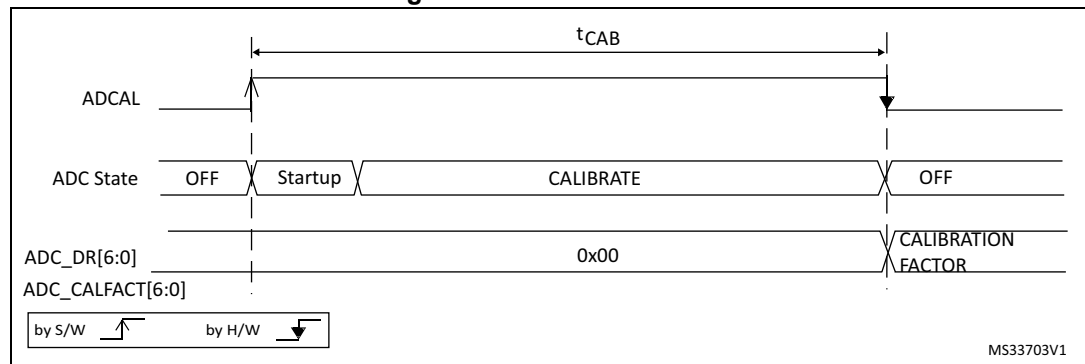 g
tCAB
ADCAL
ADC State OFF Startup CALIBRATE OFF
ADC_DR[6:0] 0x00 CALIBRATION
FACTOR
ADC_CALFACT[6:0]
by S/W by H/W
MS33703V1